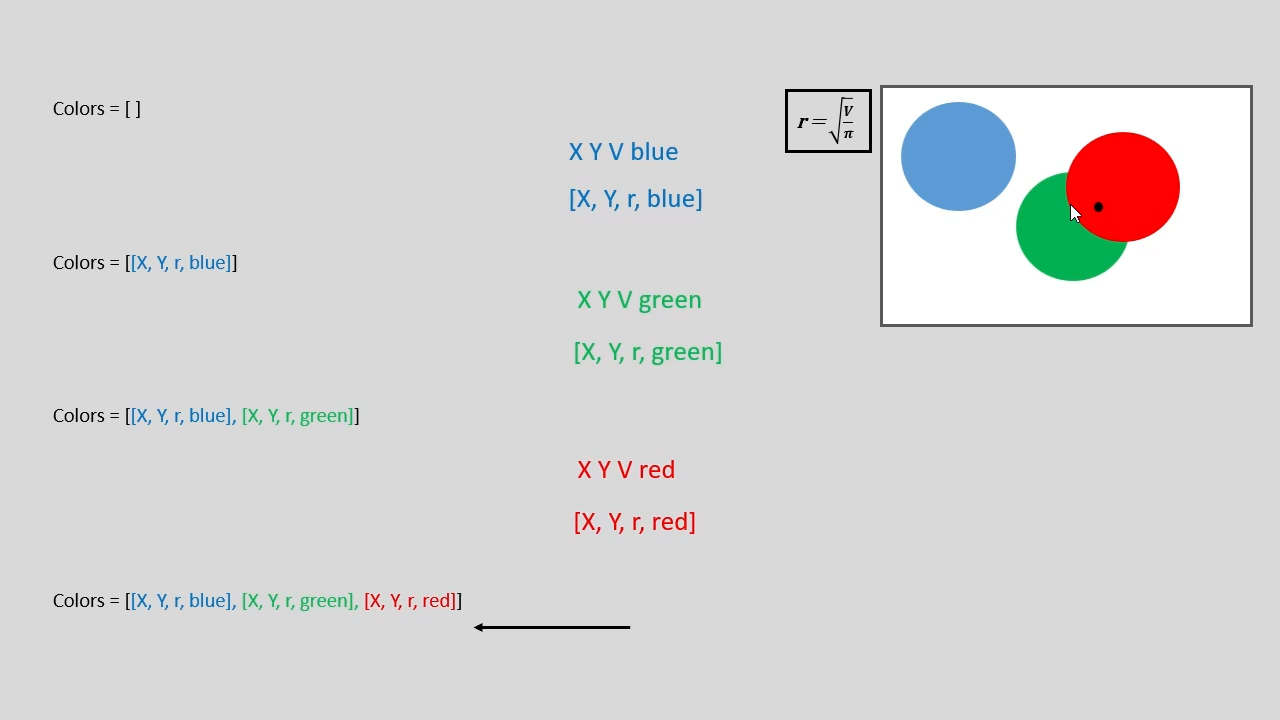 Colors = [ ]
r = √V/π
X Y V blue
[X, Y, r, blue]
Colors = [[X, Y, r, blue]]
X Y V green
[X, Y, r, green]
Colors = [[X, Y, r, blue], [X, Y, r, green]]
X Y V red
[X, Y, r, red]
Colors = [[X, Y, r, blue], [X, Y, r, green], [X, Y, r, red]]